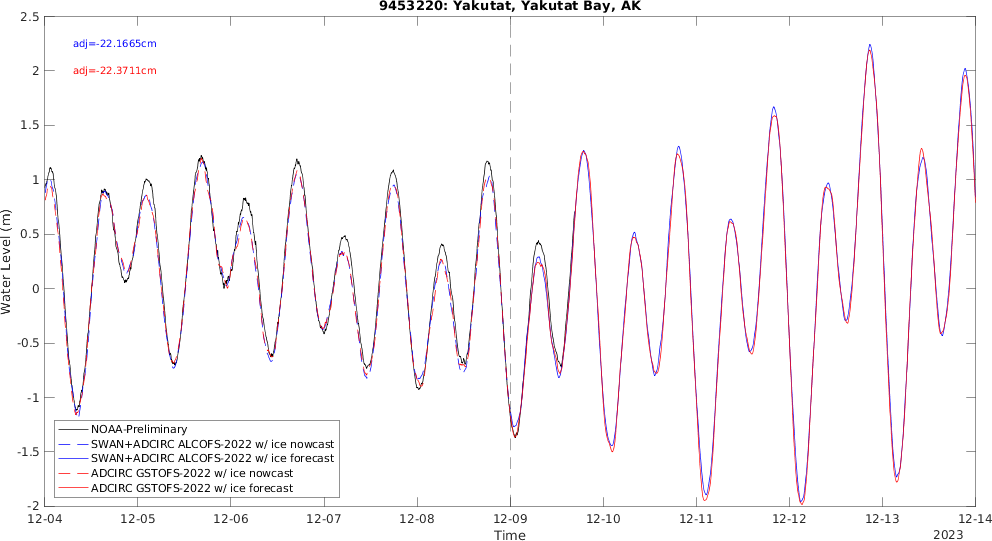 9453220: Yakutat, Yakutat Bay, AK
2.5
2
1.5
1
0.5
0
-0.5
-1
-1.5
-2
Water Level (m)
adj=-22.1665cm
adj=-22.3711cm
NOAA-Preliminary
SWAN+ADCIRC ALCOFS-2022 w/ ice nowcast
SWAN+ADCIRC ALCOFS-2022 w/ ice forecast
ADCIRC GSTOFS-2022 w/ ice nowcast
ADCIRC GSTOFS-2022 w/ ice forecast
12-04 12-05 12-06 12-07 12-08 12-09 12-10 12-11 12-12 12-13 12-14
Time
2023